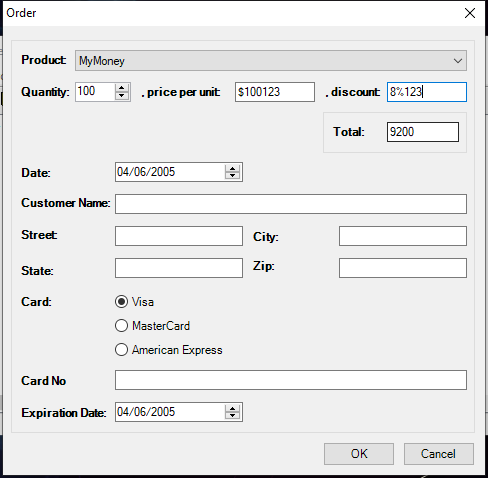 Order
Product: MyMoney
Quantity: 100 , price per unit: $100123 , discount: 8%123
Total: 9200
Date: 04/06/2005
Customer Name:
Street: City:
State: Zip:
Card: Visa
MasterCard
American Express
Card No
Expiration Date: 04/06/2005
OK Cancel